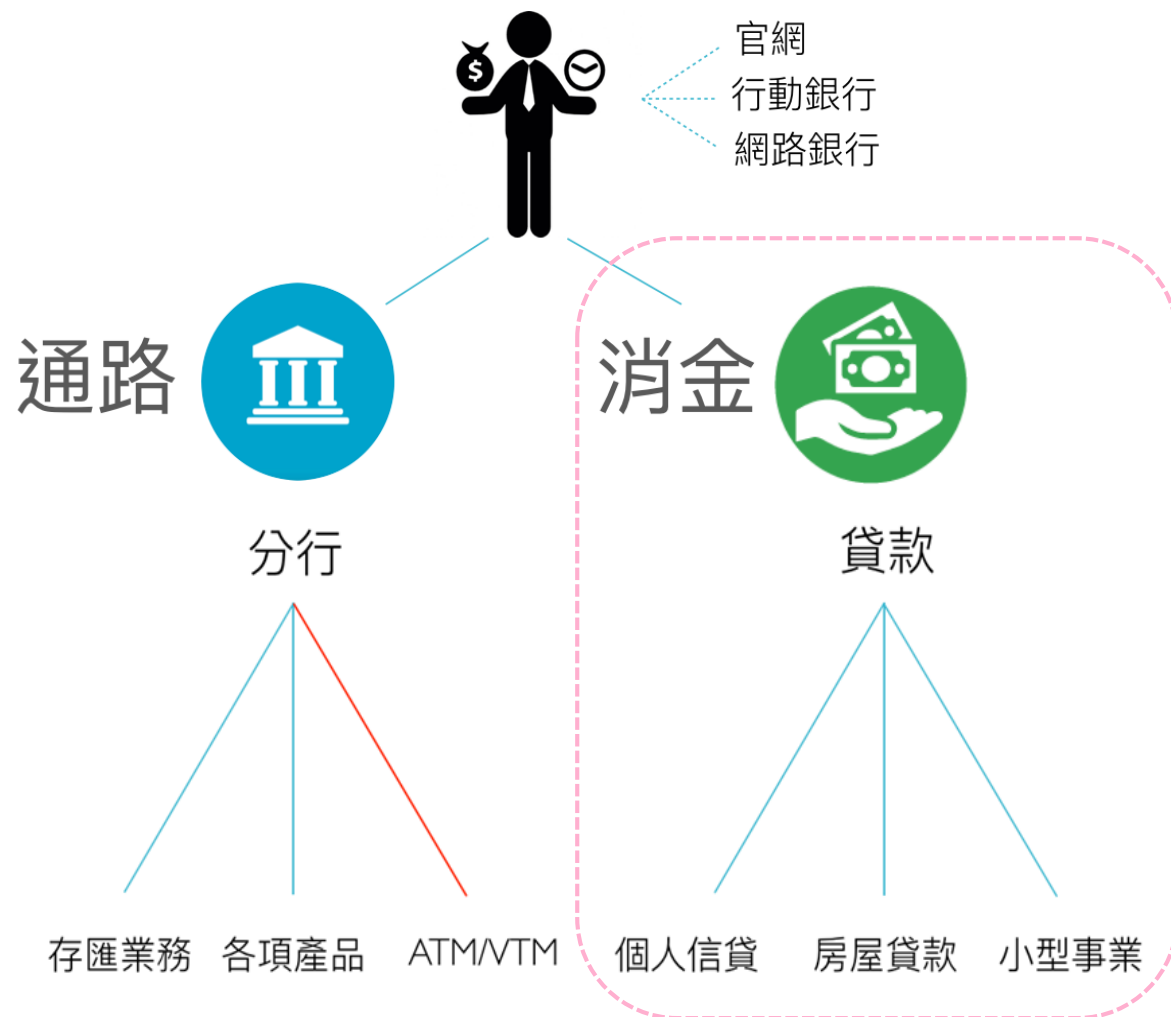 官網
行動銀行
網路銀行
$
通路
消金
分行
貸款
存匯業務
各項產品
ATM/VTM
個人信貸
房屋貸款
小型事業